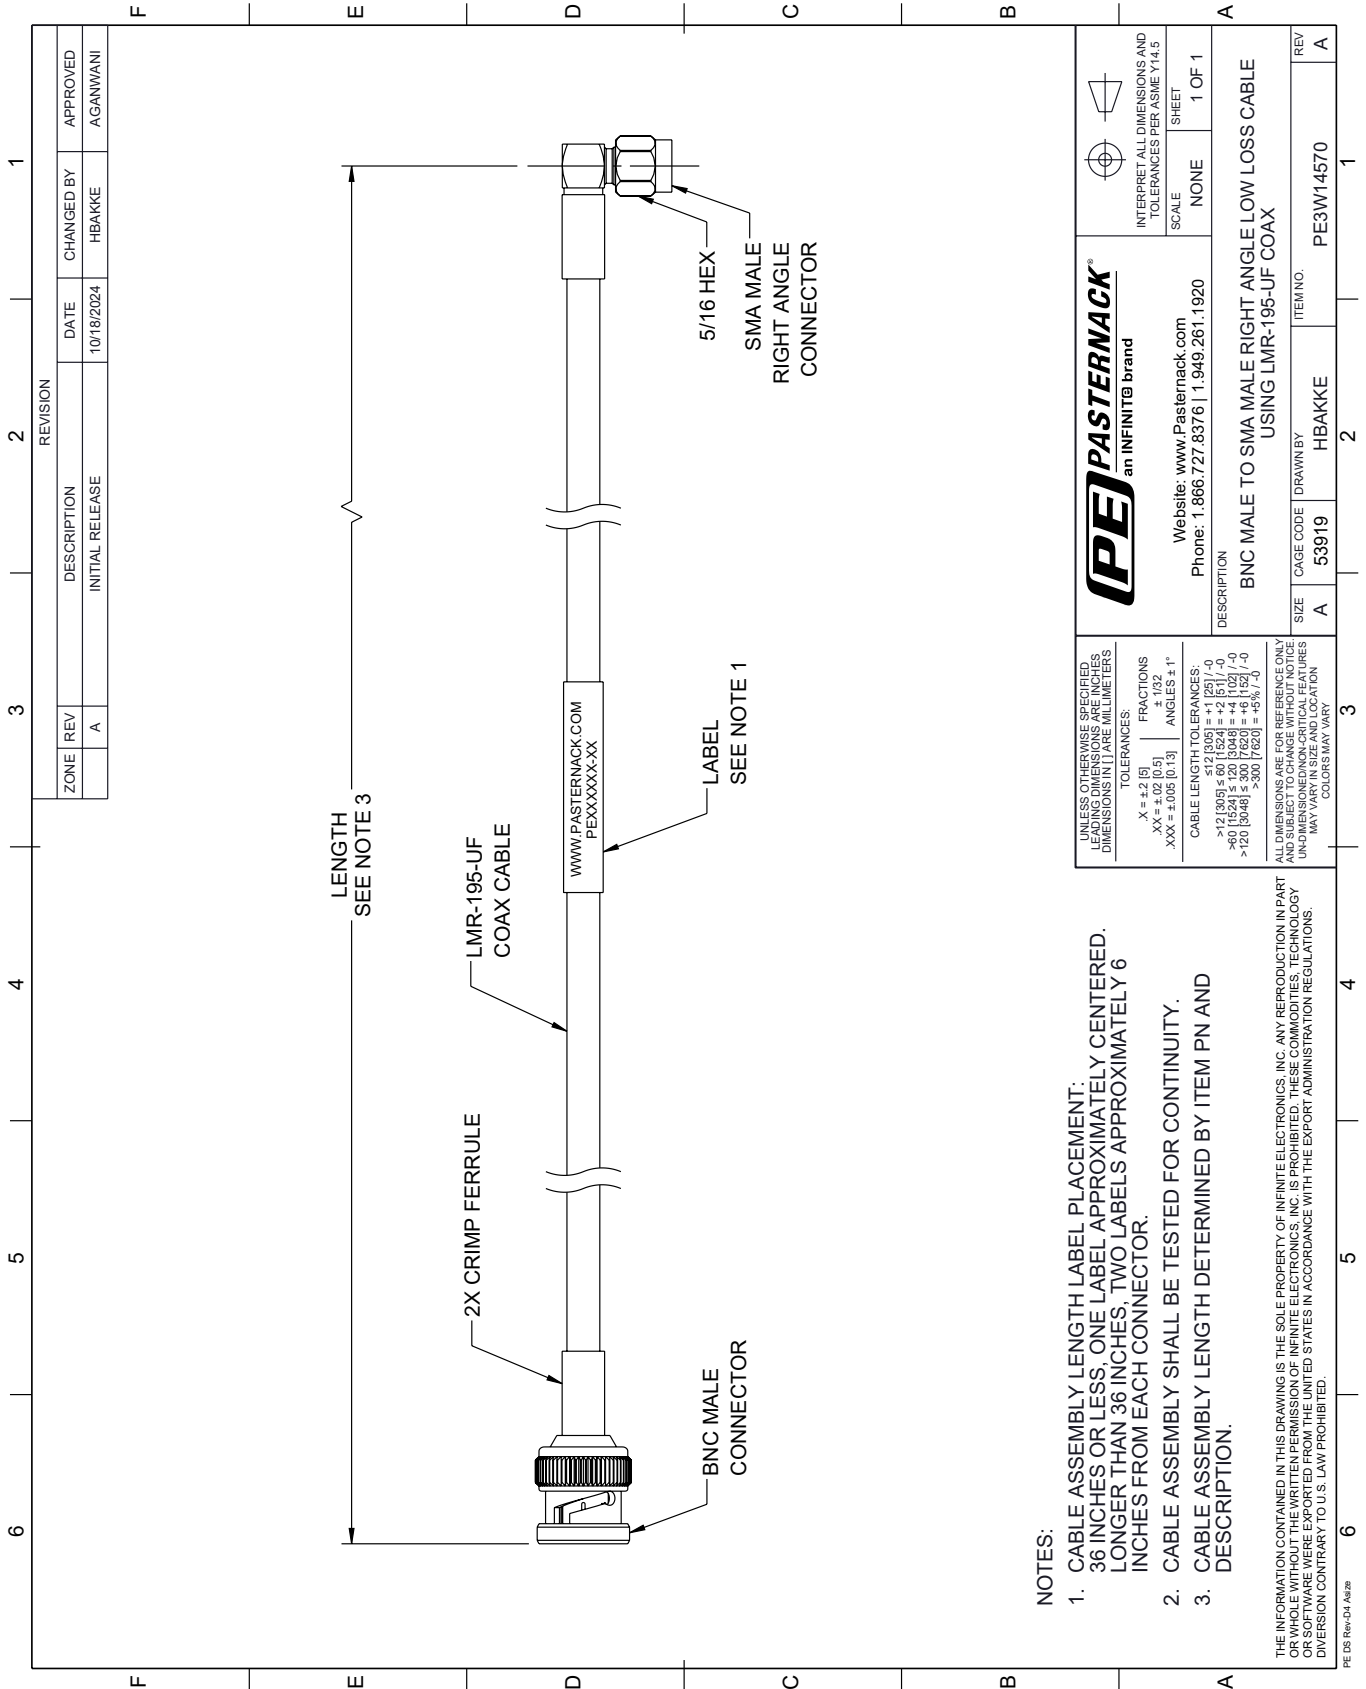 6
5
4
3
2
1
F
E
D
C
B
A
F
E
D
C
B
A
REVISION
ZONE
REV
DESCRIPTION
DATE
CHANGED BY
APPROVED
A
INITIAL RELEASE
10/18/2024
HBAKKE
AGANWANI
LENGTH
SEE NOTE 3
2X CRIMP FERRULE
LMR-195-UF
COAX CABLE
WWW.PASTERNACK.COM
PEXXXXXX-XX
BNC MALE
CONNECTOR
LABEL
SEE NOTE 1
5/16 HEX
SMA MALE
RIGHT ANGLE
CONNECTOR
NOTES:
1. CABLE ASSEMBLY LENGTH LABEL PLACEMENT:
36 INCHES OR LESS, ONE LABEL APPROXIMATELY CENTERED.
LONGER THAN 36 INCHES, TWO LABELS APPROXIMATELY 6
INCHES FROM EACH CONNECTOR.
2. CABLE ASSEMBLY SHALL BE TESTED FOR CONTINUITY.
3. CABLE ASSEMBLY LENGTH DETERMINED BY ITEM PN AND
DESCRIPTION.
THE INFORMATION CONTAINED IN THIS DRAWING IS THE SOLE PROPERTY OF INFINITE ELECTRONICS, INC. ANY REPRODUCTION IN PART
OR WHOLE WITHOUT THE WRITTEN PERMISSION OF INFINITE ELECTRONICS, INC. IS PROHIBITED. THESE COMMODITIES, TECHNOLOGY
OR SOFTWARE WERE EXPORTED FROM THE UNITED STATES IN ACCORDANCE WITH THE EXPORT ADMINISTRATION REGULATIONS.
DIVERSION CONTRARY TO U.S. LAW PROHIBITED.
UNLESS OTHERWISE SPECIFIED
LEADING DIMENSIONS ARE INCHES
DIMENSIONS IN [ ] ARE MILLIMETERS
TOLERANCES:
.X = ±.2 [5]
.XX = ±.02 [0.5]
.XXX = ±.005 [0.13]
FRACTIONS
± 1/32
ANGLES ± 1°
CABLE LENGTH TOLERANCES:
≤12 [305] = +1 [25] / -0
>12 [305] ≤ 60 [1524] = +2 [51] / -0
>60 [1524] ≤ 120 [3048] = +4 [102] / -0
>120 [3048] ≤ 300 [7620] = +6 [152] / -0
>300 [7620] = +5% / -0
ALL DIMENSIONS ARE FOR REFERENCE ONLY
AND SUBJECT TO CHANGE WITHOUT NOTICE.
UN-DIMENSIONED/NON-CRITICAL FEATURES
MAY VARY IN SIZE AND LOCATION
COLORS MAY VARY
PE PASTERNACK®
an INFINIT@ brand
Website: www.Pasternack.com
Phone: 1.866.727.8376 | 1.949.261.1920
INTERPRET ALL DIMENSIONS AND
TOLERANCES PER ASME Y14.5
SCALE
NONE
SHEET
1 OF 1
DESCRIPTION
BNC MALE TO SMA MALE RIGHT ANGLE LOW LOSS CABLE
USING LMR-195-UF COAX
SIZE
A
CAGE CODE
53919
DRAWN BY
HBAKKE
ITEM NO.
PE3W14570
REV
A
6
5
4
3
2
1
PE DS Rev-D4 Asize